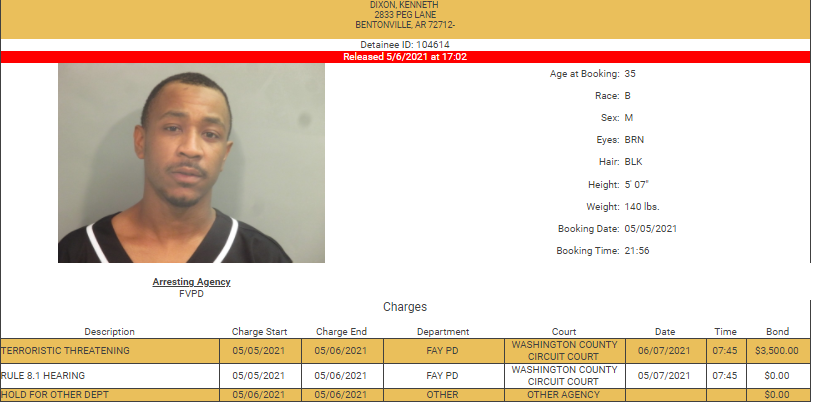 DIXON, KENNETH
2833 PEG LANE
BENTONVILLE, AR 72712-
Detainee ID: 104614
Released 5/6/2021 at 17:02
Age at Booking: 35
Race: B
Sex: M
Eyes: BRN
Hair: BLK
Height: 5' 07"
Weight: 140 lbs.
Booking Date: 05/05/2021
Booking Time: 21:56
Arresting Agency
FVPD
Charges
Description Charge Start Charge End Department Court Date Time Bond
TERRORISTIC THREATENING 05/05/2021 05/06/2021 FAY PD WASHINGTON COUNTY CIRCUIT COURT 06/07/2021 07:45 $3,500.00
RULE 8.1 HEARING 05/05/2021 05/06/2021 FAY PD WASHINGTON COUNTY CIRCUIT COURT 05/07/2021 07:45 $0.00
HOLD FOR OTHER DEPT 05/06/2021 05/06/2021 OTHER OTHER AGENCY $0.00